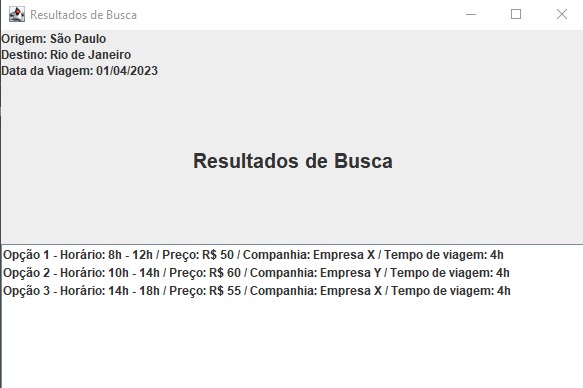 Resultados de Busca
Origem: São Paulo
Destino: Rio de Janeiro
Data da Viagem: 01/04/2023
Resultados de Busca
Opção 1 - Horário: 8h - 12h / Preço: R$ 50 / Companhia: Empresa X / Tempo de viagem: 4h
Opção 2 - Horário: 10h - 14h / Preço: R$ 60 / Companhia: Empresa Y / Tempo de viagem: 4h
Opção 3 - Horário: 14h - 18h / Preço: R$ 55 / Companhia: Empresa X / Tempo de viagem: 4h